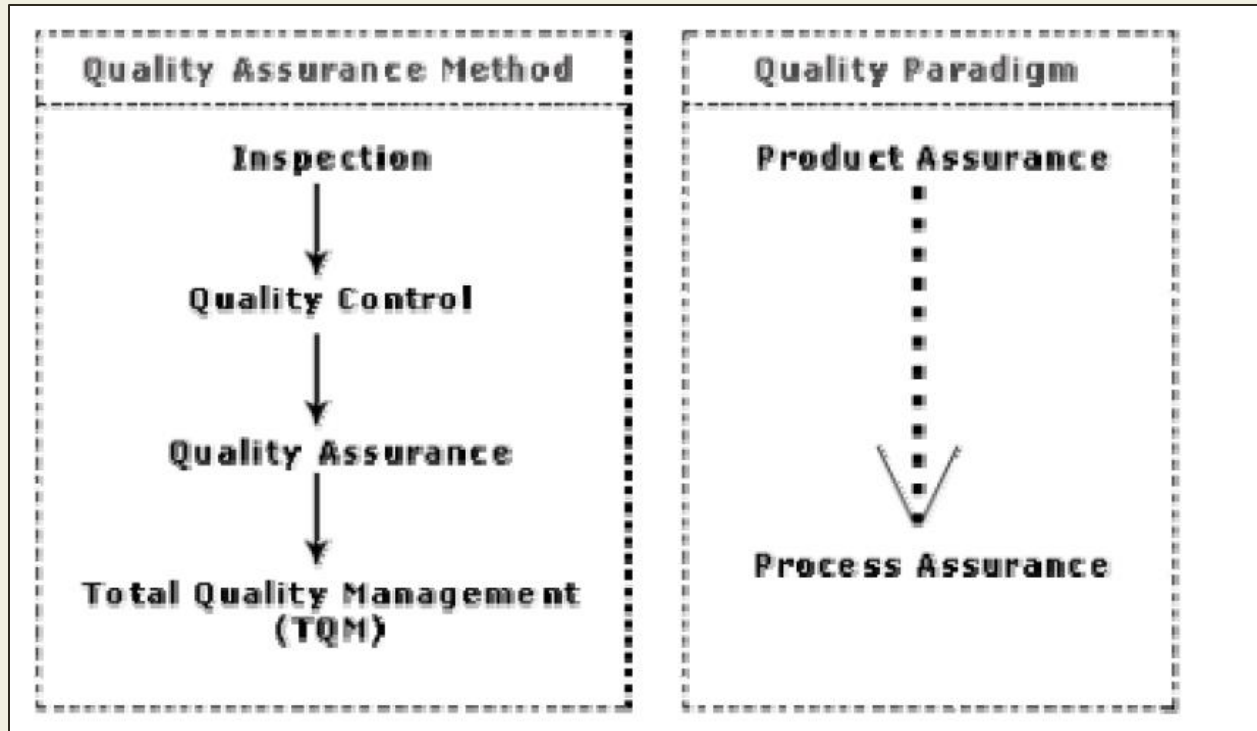 Quality Assurance Method
Inspection
Quality Control
Quality Assurance
Total Quality Management
(TQM)
Quality Paradigm
Product Assurance
Process Assurance